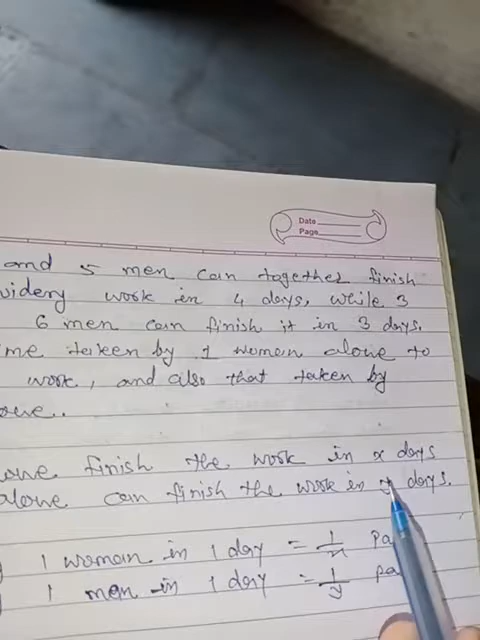 Date
Page
and 5 men can together finish
widery work in 4 days, while 3
6 men can finish it in 3 days.
me taken by 1 women alone to
work, and also that taken by
one..
one finish the work in x days
alone can finish the work in y days.
1 woman in 1 day = 1/x pa
1 men in 1 day = 1/y pa